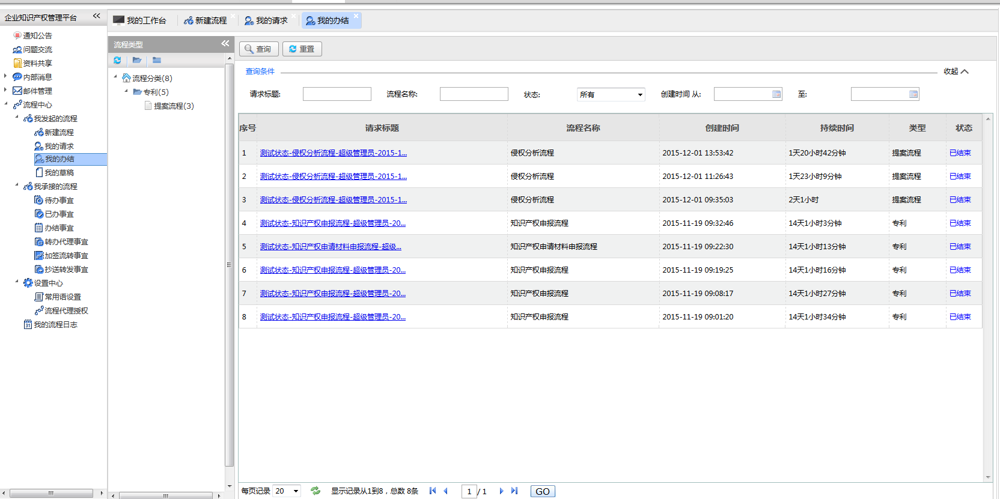 企业知识产权管理平台
通知公告
问题交流
资料共享
内部消息
邮件管理
流程中心
我发起的流程
新建流程
我的请求
我的办结
我的草稿
我承接的流程
待办事宜
已办事宜
办结事宜
转办代理事宜
加签流转事宜
抄送转发事宜
设置中心
常用语设置
流程代理授权
31 我的流程日志
我的工作台 新建流程 我的请求 我的办结
流程类型
流程分类(8)
专利(5)
提案流程(3)
查询 重置
查询条件 收起
请求标题: 流程名称: 状态: 所有 创建时间 从: 至:
序号 请求标题 流程名称 创建时间 持续时间 类型 状态
1 测试状态-侵权分析流程-超级管理员-2015-1... 侵权分析流程 2015-12-01 13:53:42 1天20小时42分钟 提案流程 已结束
2 测试状态-侵权分析流程-超级管理员-2015-1... 侵权分析流程 2015-12-01 11:26:43 1天23小时9分钟 提案流程 已结束
3 测试状态-侵权分析流程-超级管理员-2015-1... 侵权分析流程 2015-12-01 09:35:03 2天1小时 提案流程 已结束
4 测试状态-知识产权申报流程-超级管理员-20... 知识产权申报流程 2015-11-19 09:32:46 14天1小时3分钟 专利 已结束
5 测试状态-知识产权申请材料申报流程-超级... 知识产权申请材料申报流程 2015-11-19 09:22:30 14天1小时13分钟 专利 已结束
6 测试状态-知识产权申报流程-超级管理员-20... 知识产权申报流程 2015-11-19 09:19:25 14天1小时16分钟 专利 已结束
7 测试状态-知识产权申报流程-超级管理员-20... 知识产权申报流程 2015-11-19 09:08:17 14天1小时27分钟 专利 已结束
8 测试状态-知识产权申报流程-超级管理员-20... 知识产权申报流程 2015-11-19 09:01:20 14天1小时34分钟 专利 已结束
每页记录 20 显示记录从1到8，总数 8条 1 / 1 GO